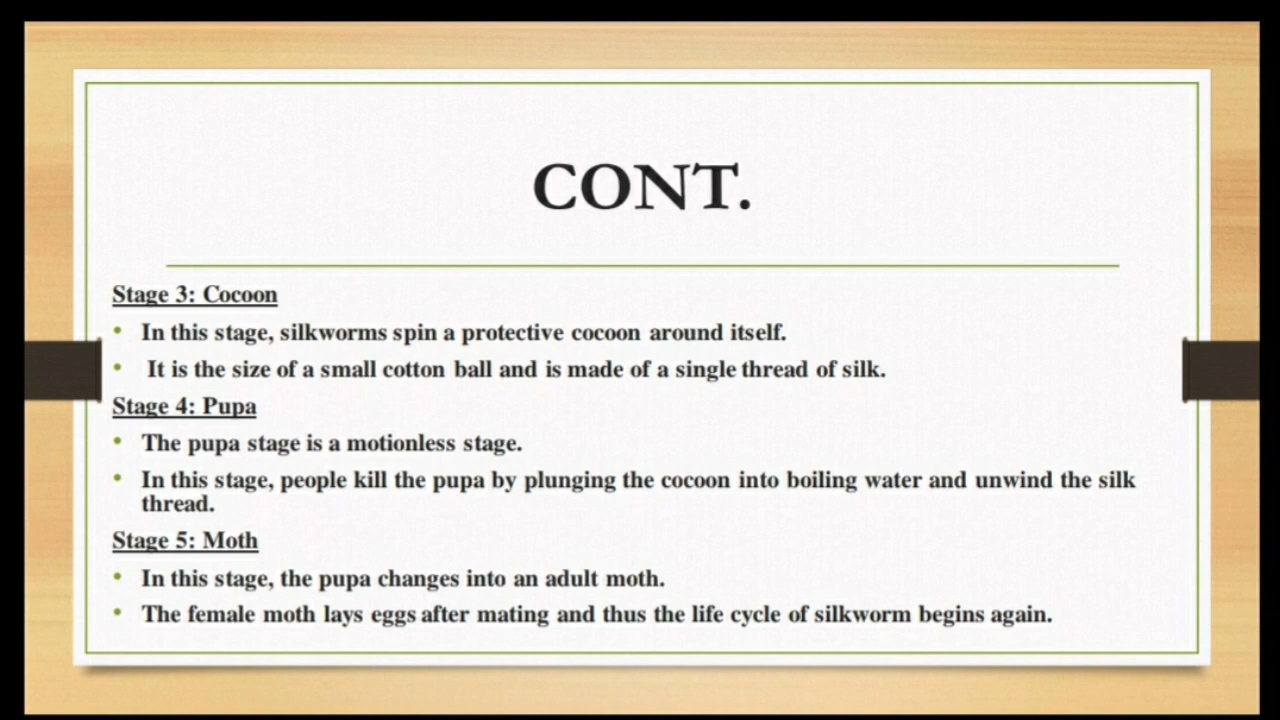 CONT.
Stage 3: Cocoon
• In this stage, silkworms spin a protective cocoon around itself.
• It is the size of a small cotton ball and is made of a single thread of silk.
Stage 4: Pupa
• The pupa stage is a motionless stage.
• In this stage, people kill the pupa by plunging the cocoon into boiling water and unwind the silk
thread.
Stage 5: Moth
• In this stage, the pupa changes into an adult moth.
• The female moth lays eggs after mating and thus the life cycle of silkworm begins again.